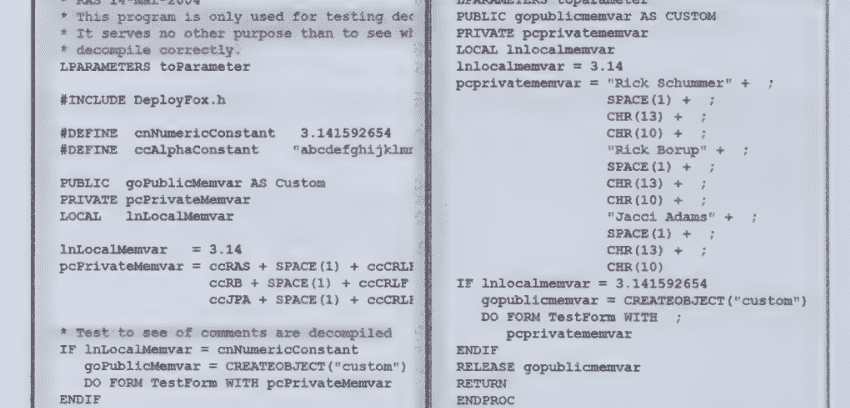 * RAS 14-Mar-2004
* This program is only used for testing
* It serves no other purpose than to see
* decompile correctly.
LPARAMETERS toParameter
#INCLUDE DeployFox.h
#DEFINE cnNumericConstant 3.141592654
#DEFINE ccAlphaConstant "abcdefghijklm
PUBLIC goPublicMemvar AS Custom
PRIVATE pcPrivateMemvar
LOCAL lnLocalMemvar
lnLocalMemvar = 3.14
pcPrivateMemvar = ccRAS + SPACE(1) + ccCRLF
ccRB + SPACE(1) + ccCRLF
ccJPA + SPACE(1) + ccCRLF
* Test to see of comments are decompiled
IF lnLocalMemvar = cnNumericConstant
goPublicMemvar = CREATEOBJECT("custom")
DO FORM TestForm WITH pcPrivateMemvar
ENDIF
LPARAMETERS toparameter
PUBLIC gopublicmemvar AS CUSTOM
PRIVATE pcprivatememvar
LOCAL lnlocalmemvar
lnlocalmemvar = 3.14
pcprivatememvar = "Rick Schummer" + ;
SPACE(1) + ;
CHR(13) + ;
CHR(10) + ;
"Rick Borup" + ;
SPACE(1) + ;
CHR(13) + ;
CHR(10) + ;
"Jacci Adams" + ;
SPACE(1) + ;
CHR(13) + ;
CHR(10)
IF lnlocalmemvar = 3.141592654
gopublicmemvar = CREATEOBJECT("custom")
DO FORM TestForm WITH ;
pcprivatememvar
ENDIF
RELEASE gopublicmemvar
RETURN
ENDPROC